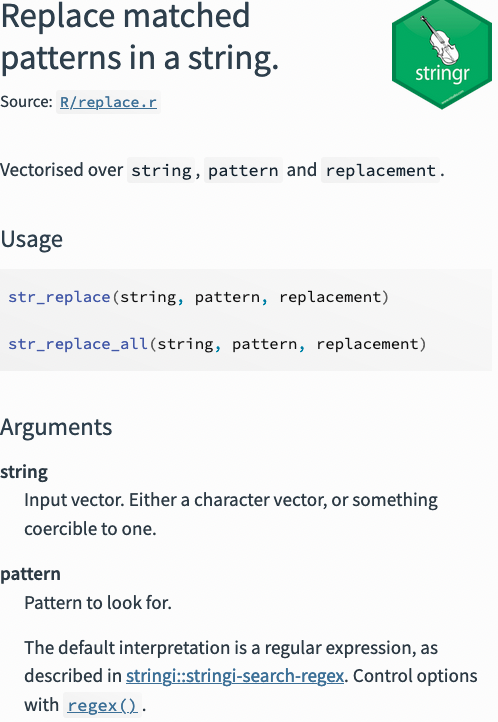 Replace matched
patterns in a string.
stringr
Source: R/replace.r
Vectorised over string, pattern and replacement.
Usage
str_replace(string, pattern, replacement)
str_replace_all(string, pattern, replacement)
Arguments
string
Input vector. Either a character vector, or something
coercible to one.
pattern
Pattern to look for.
The default interpretation is a regular expression, as
described in stringi::stringi-search-regex. Control options
with regex().